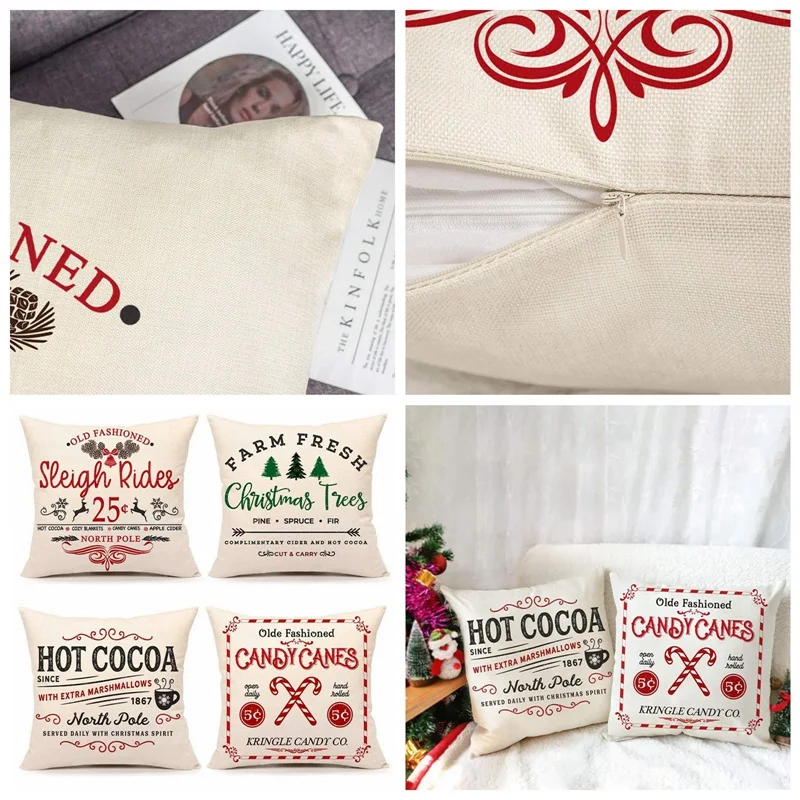 HAPPY LIFE
THE KINFOLK HOME
NED.
•OLD FASHIONED•
Sleigh Rides
25¢
HOT COCOA • COZY BLANKETS • CANDY CANES • APPLE CIDER
NORTH POLE
FARM FRESH
Christmas Trees
PINE • SPRUCE • FIR
COMPLIMENTARY CIDER AND HOT COCOA
CUT & CARRY
HOT COCOA
SINCE
WITH EXTRA MARSHMALLOWS
1867
North Pole
SERVED DAILY WITH CHRISTMAS SPIRIT
Olde Fashioned
CANDY CANES
open daily
hand rolled
5¢
5¢
KRINGLE CANDY CO.
HOT COCOA
SINCE
WITH EXTRA MARSHMALLOWS
1867
North Pole
SERVED DAILY WITH CHRISTMAS SPIRIT
Olde Fashioned
CANDY CANES
open daily
hand rolled
5¢
5¢
KRINGLE CANDY CO.